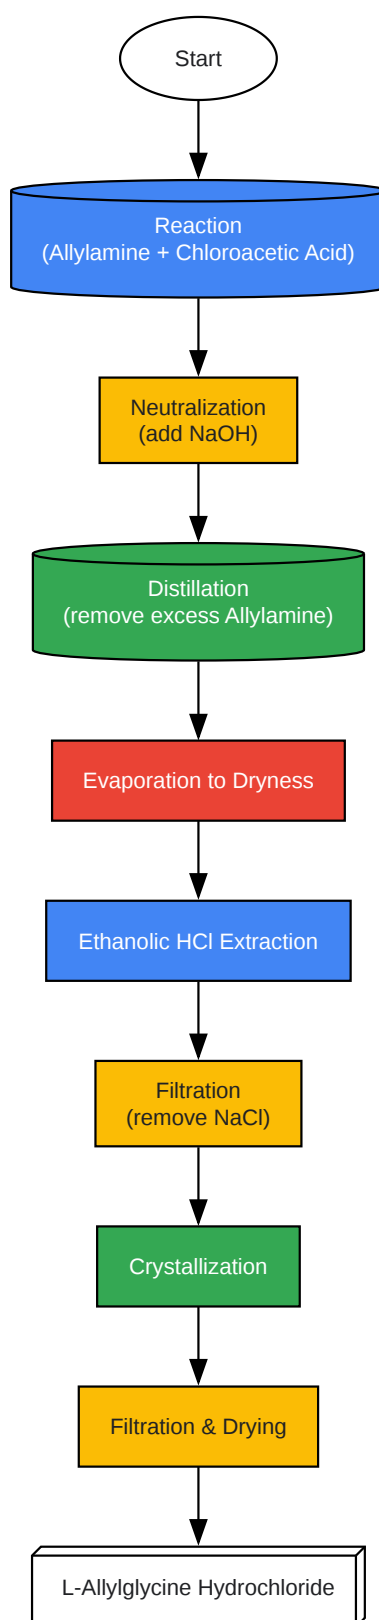 Start
Reaction
(Allylamine + Chloroacetic Acid)
Neutralization
(add NaOH)
Distillation
(remove excess Allylamine)
Evaporation to Dryness
Ethanolic HCl Extraction
Filtration
(remove NaCl)
Crystallization
Filtration & Drying
L-Allylglycine Hydrochloride